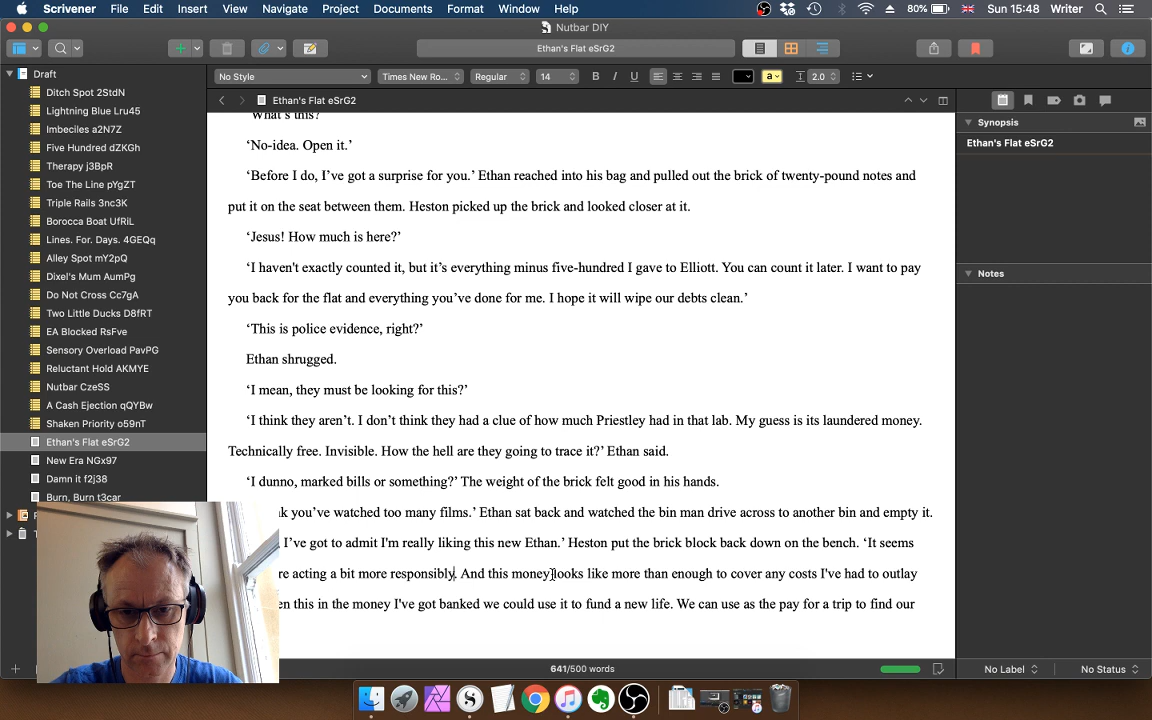 Scrivener File Edit Insert View Navigate Project Documents Format Window Help 80% Sun 15:48 Writer
Nutbar DIY
Ethan's Flat eSrG2
No Style Times New Ro... Regular 14 B I U a 2.0
Draft
Ditch Spot 2StdN
Lightning Blue Lru45
Imbeciles a2N7Z
Five Hundred dZKGh
Therapy j3BpR
Toe The Line pYgZT
Triple Rails 3nc3K
Borocca Boat UfRiL
Lines. For. Days. 4GEQq
Alley Spot mY2pQ
Dixel's Mum AumPg
Do Not Cross Cc7gA
Two Little Ducks D8fRT
EA Blocked RsFve
Sensory Overload PavPG
Reluctant Hold AKMYE
Nutbar CzeSS
A Cash Ejection qQYBw
Shaken Priority o59nT
Ethan's Flat eSrG2
New Era NGx97
Damn it f2j38
Burn, Burn t3car
Ethan's Flat eSrG2
‘What's this?’
‘No-idea. Open it.’
‘Before I do, I’ve got a surprise for you.’ Ethan reached into his bag and pulled out the brick of twenty-pound notes and
put it on the seat between them. Heston picked up the brick and looked closer at it.
‘Jesus! How much is here?’
‘I haven't exactly counted it, but it’s everything minus five-hundred I gave to Elliott. You can count it later. I want to pay
you back for the flat and everything you’ve done for me. I hope it will wipe our debts clean.’
‘This is police evidence, right?’
Ethan shrugged.
‘I mean, they must be looking for this?’
‘I think they aren’t. I don’t think they had a clue of how much Priestley had in that lab. My guess is its laundered money.
Technically free. Invisible. How the hell are they going to trace it?’ Ethan said.
‘I dunno, marked bills or something?’ The weight of the brick felt good in his hands.
you’ve watched too many films.’ Ethan sat back and watched the bin man drive across to another bin and empty it.
I’ve got to admit I'm really liking this new Ethan.’ Heston put the brick block back down on the bench. ‘It seems
acting a bit more responsibly. And this money looks like more than enough to cover any costs I've had to outlay
this in the money I've got banked we could use it to fund a new life. We can use as the pay for a trip to find our
641/500 words
Synopsis
Ethan's Flat eSrG2
Notes
No Label No Status